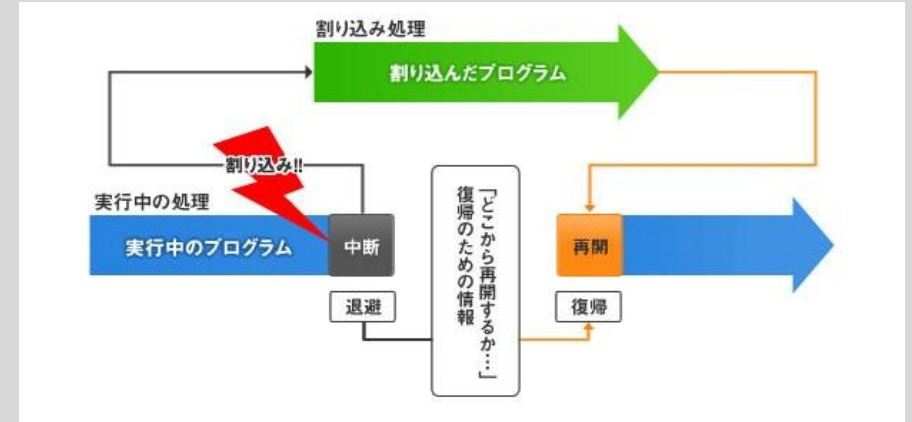 割り込み処理
割り込んだプログラム
割り込み!!
実行中の処理
実行中のプログラム
中断
「どこから再開するか…」
復帰のための情報
再開
退避
復帰